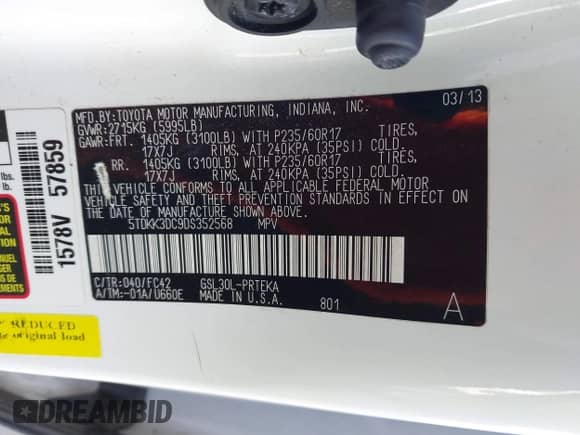 03/13
MFD.BY:TOYOTA MOTOR MANUFACTURING, INDIANA, INC.
GVWR:2715KG (5995LB)
GAWR:FRT. 1405KG (3100LB) WITH P235/60R17 TIRES,
17X7J RIMS, AT 240KPA (35PSI) COLD.
RR. 1405KG (3100LB) WITH P235/60R17 TIRES,
17X7J RIMS, AT 240KPA (35PSI) COLD.
THIS VEHICLE CONFORMS TO ALL APPLICABLE FEDERAL MOTOR
VEHICLE SAFETY AND THEFT PREVENTION STANDARDS IN EFFECT ON
THE DATE OF MANUFACTURE SHOWN ABOVE.
5TDKK3DC9DS352568 MPV
C/TR:040/FC42 GSL30L-PRTEKA
A/TM:-01A/U660E MADE IN U.S.A. 801
A
1578V 57859
lbs.
lb.
REDUCED
original load
DREAMBID